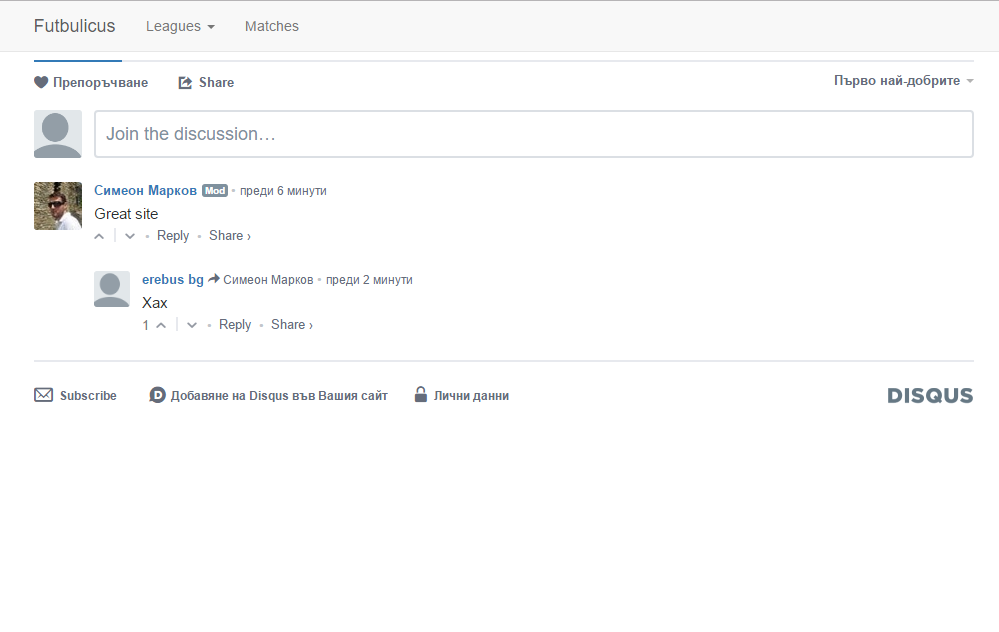 Futbulicus Leagues Matches
Препоръчване Share Първо най-добрите
Join the discussion…
Симеон Марков Mod • преди 6 минути
Great site
• Reply • Share ›
erebus bg Симеон Марков • преди 2 минути
Хах
1 • Reply • Share ›
Subscribe D Добавяне на Disqus във Вашия сайт Лични данни DISQUS